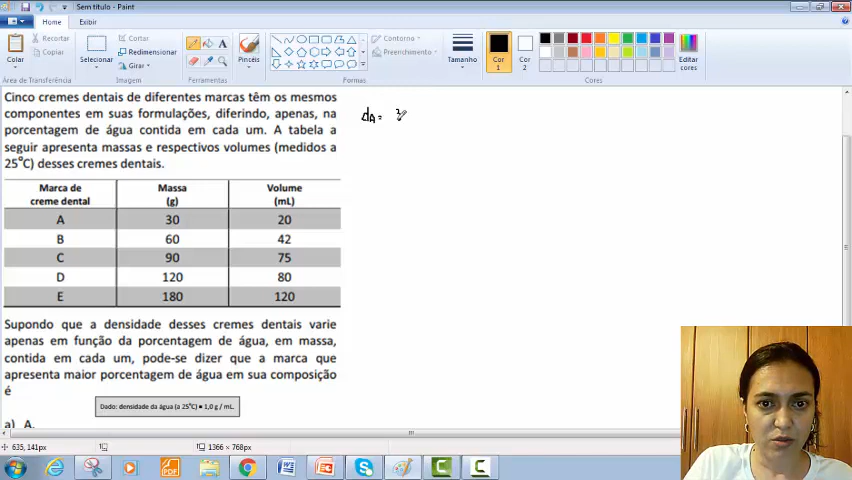 Sem título - Paint
Home Exibir
Colar
Recortar
Copiar
Área de Transferência
Selecionar
Cortar
Redimensionar
Girar
Imagem
Ferramentas
Pincéis
Contorno
Preenchimento
Formas
Tamanho
Cor 1
Cor 2
Cores
Editar cores
Cinco cremes dentais de diferentes marcas têm os mesmos
componentes em suas formulações, diferindo, apenas, na
porcentagem de água contida em cada um. A tabela a
seguir apresenta massas e respectivos volumes (medidos a
25°C) desses cremes dentais.
Marca de creme dental Massa (g) Volume (mL)
A 30 20
B 60 42
C 90 75
D 120 80
E 180 120
Supondo que a densidade desses cremes dentais varie
apenas em função da porcentagem de água, em massa,
contida em cada um, pode-se dizer que a marca que
apresenta maior porcentagem de água em sua composição
é
Dado: densidade da água (a 25°C) = 1,0 g / mL.
a) A.
dA =
635, 141px
1366 × 768px